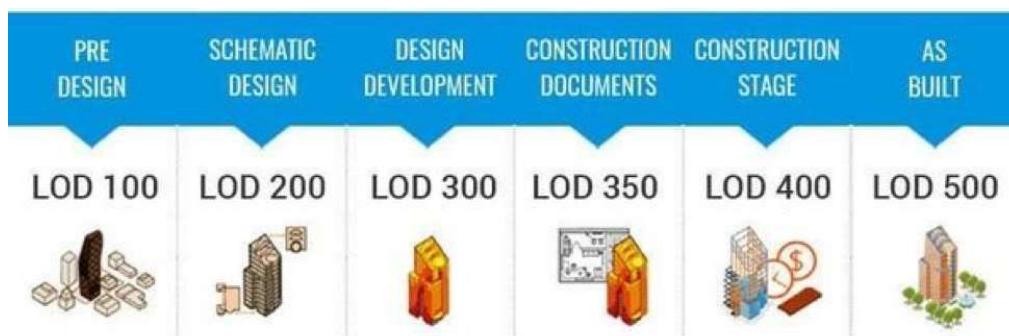 PRE
DESIGN
SCHEMATIC
DESIGN
DESIGN
DEVELOPMENT
CONSTRUCTION
DOCUMENTS
CONSTRUCTION
STAGE
AS
BUILT
LOD 100
LOD 200
LOD 300
LOD 350
LOD 400
LOD 500
$